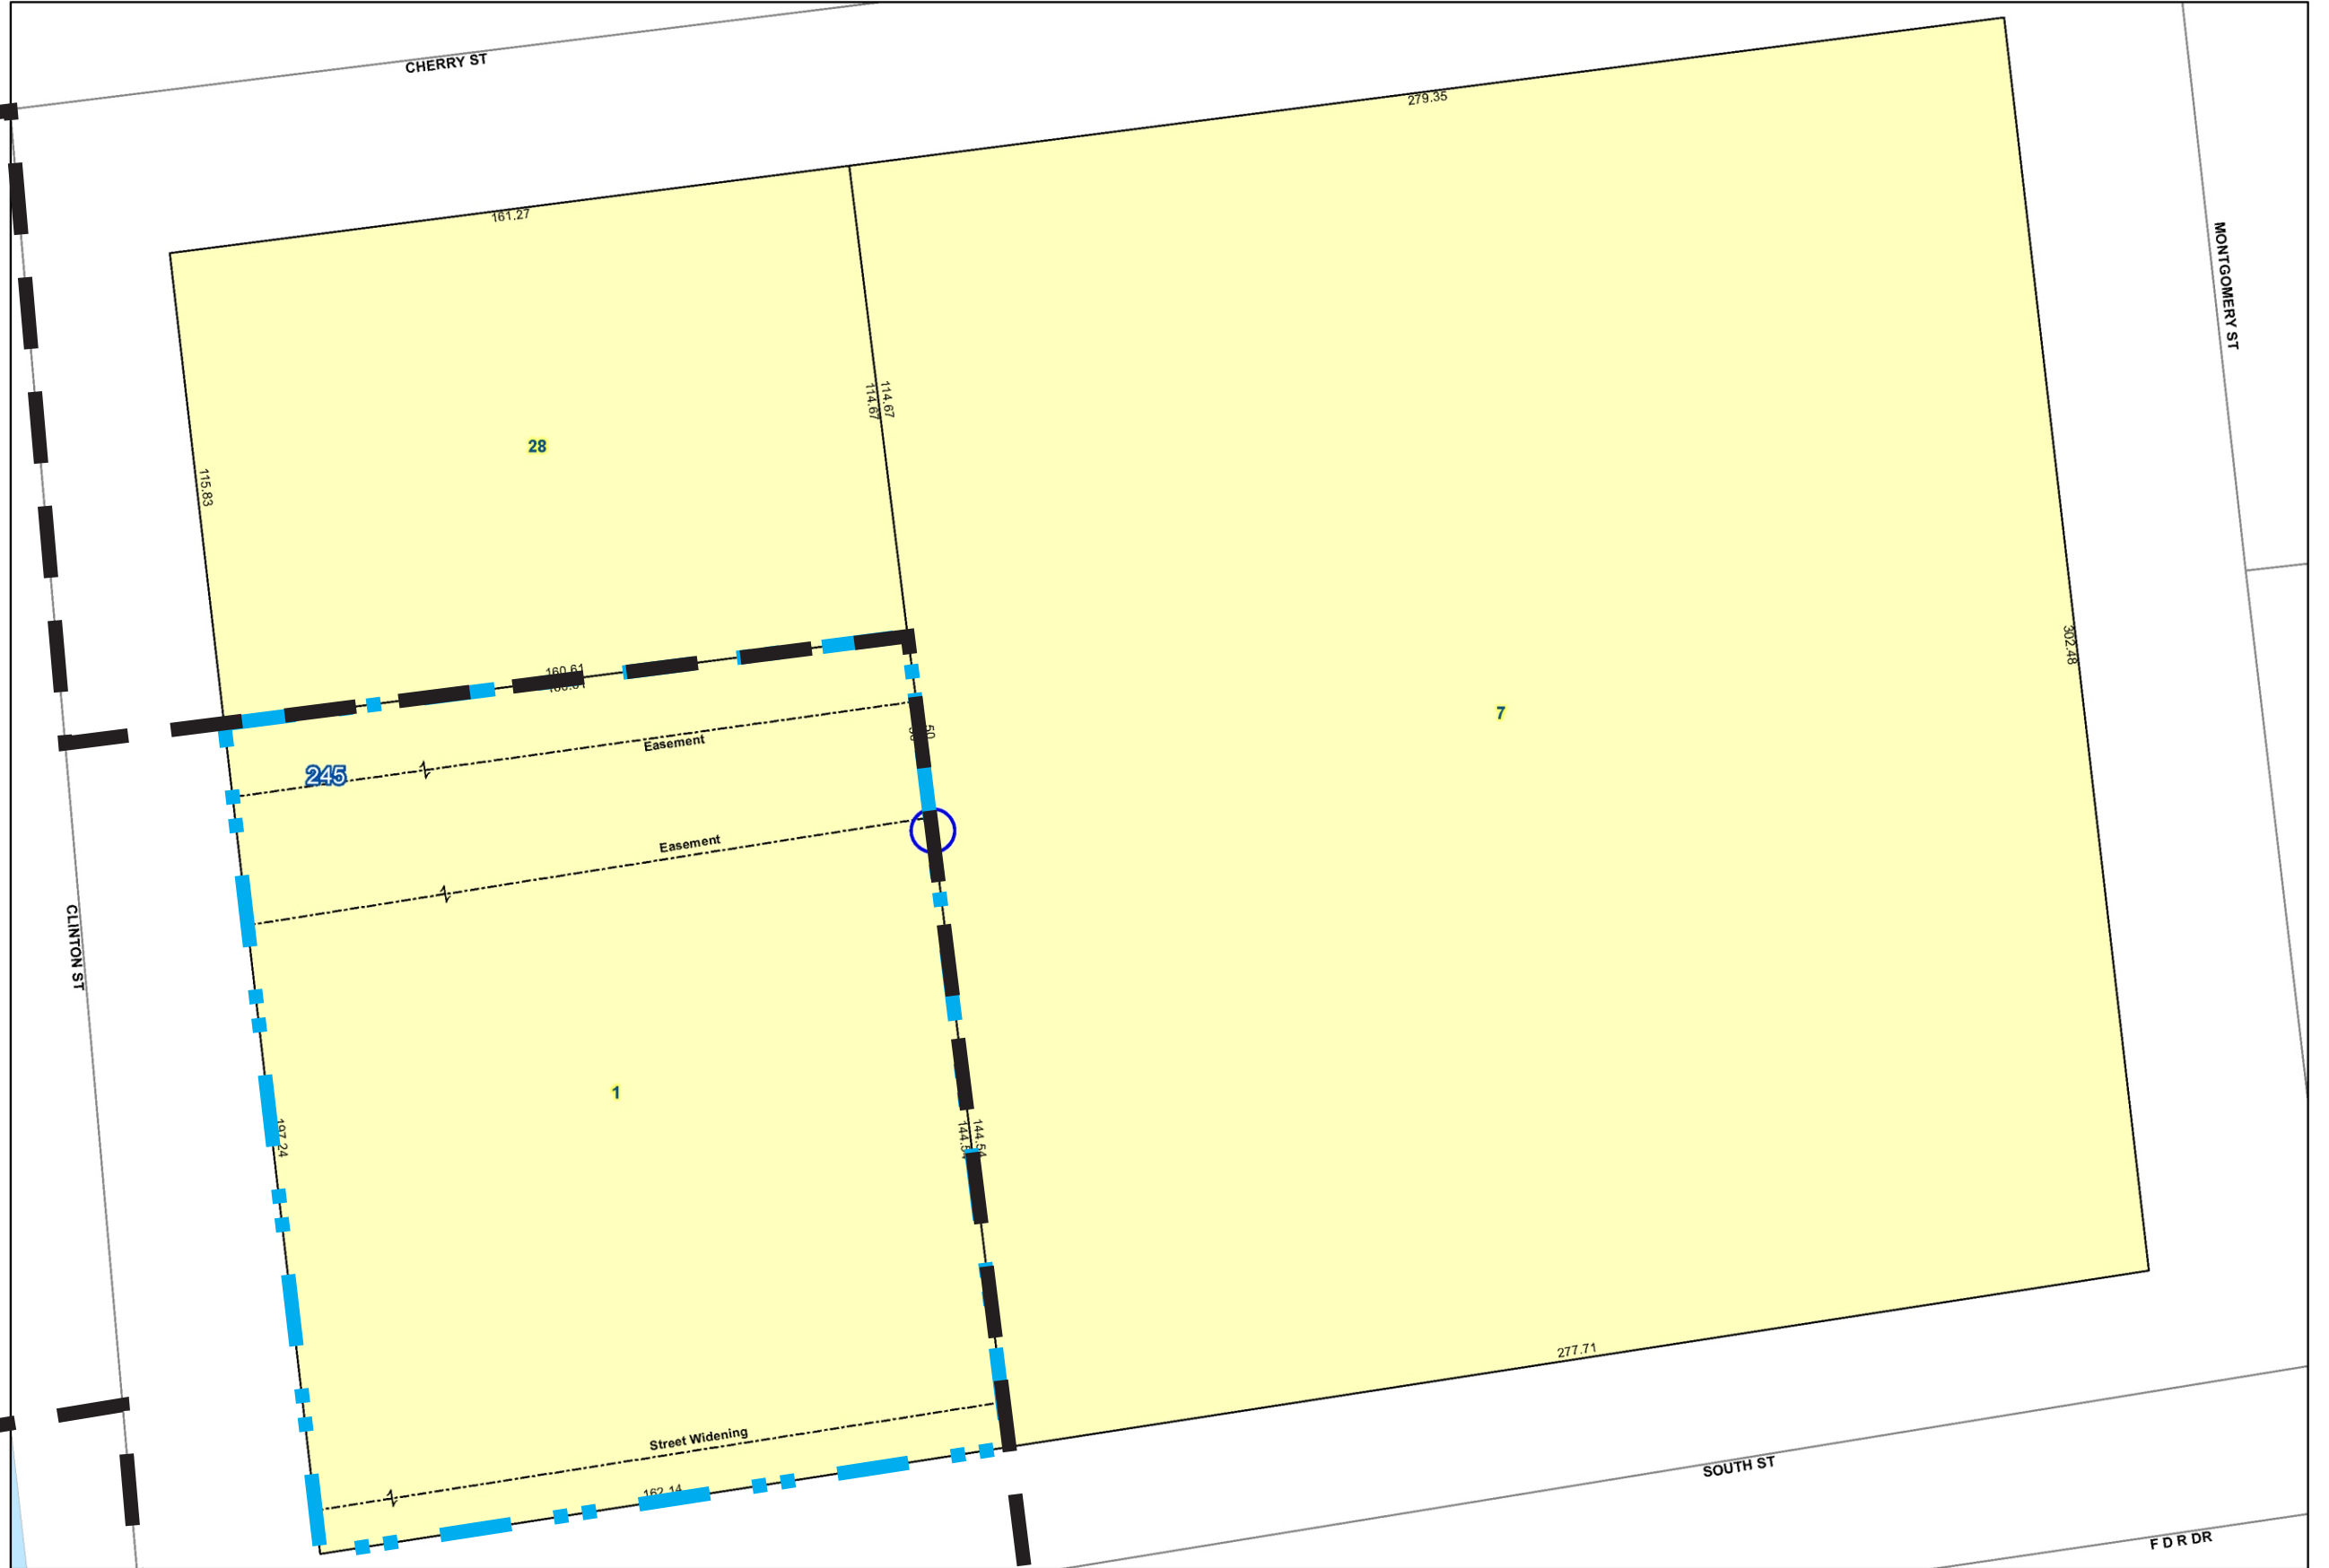 CHERRY ST
279.35
161.27
MONTGOMERY ST
114.67
114.67
28
115.83
302.48
160.61
7
50
Easement
245
Easement
CLINTON ST
1
197.24
144.54
144.54
277.71
Street Widening
162.14
SOUTH ST
F D R DR